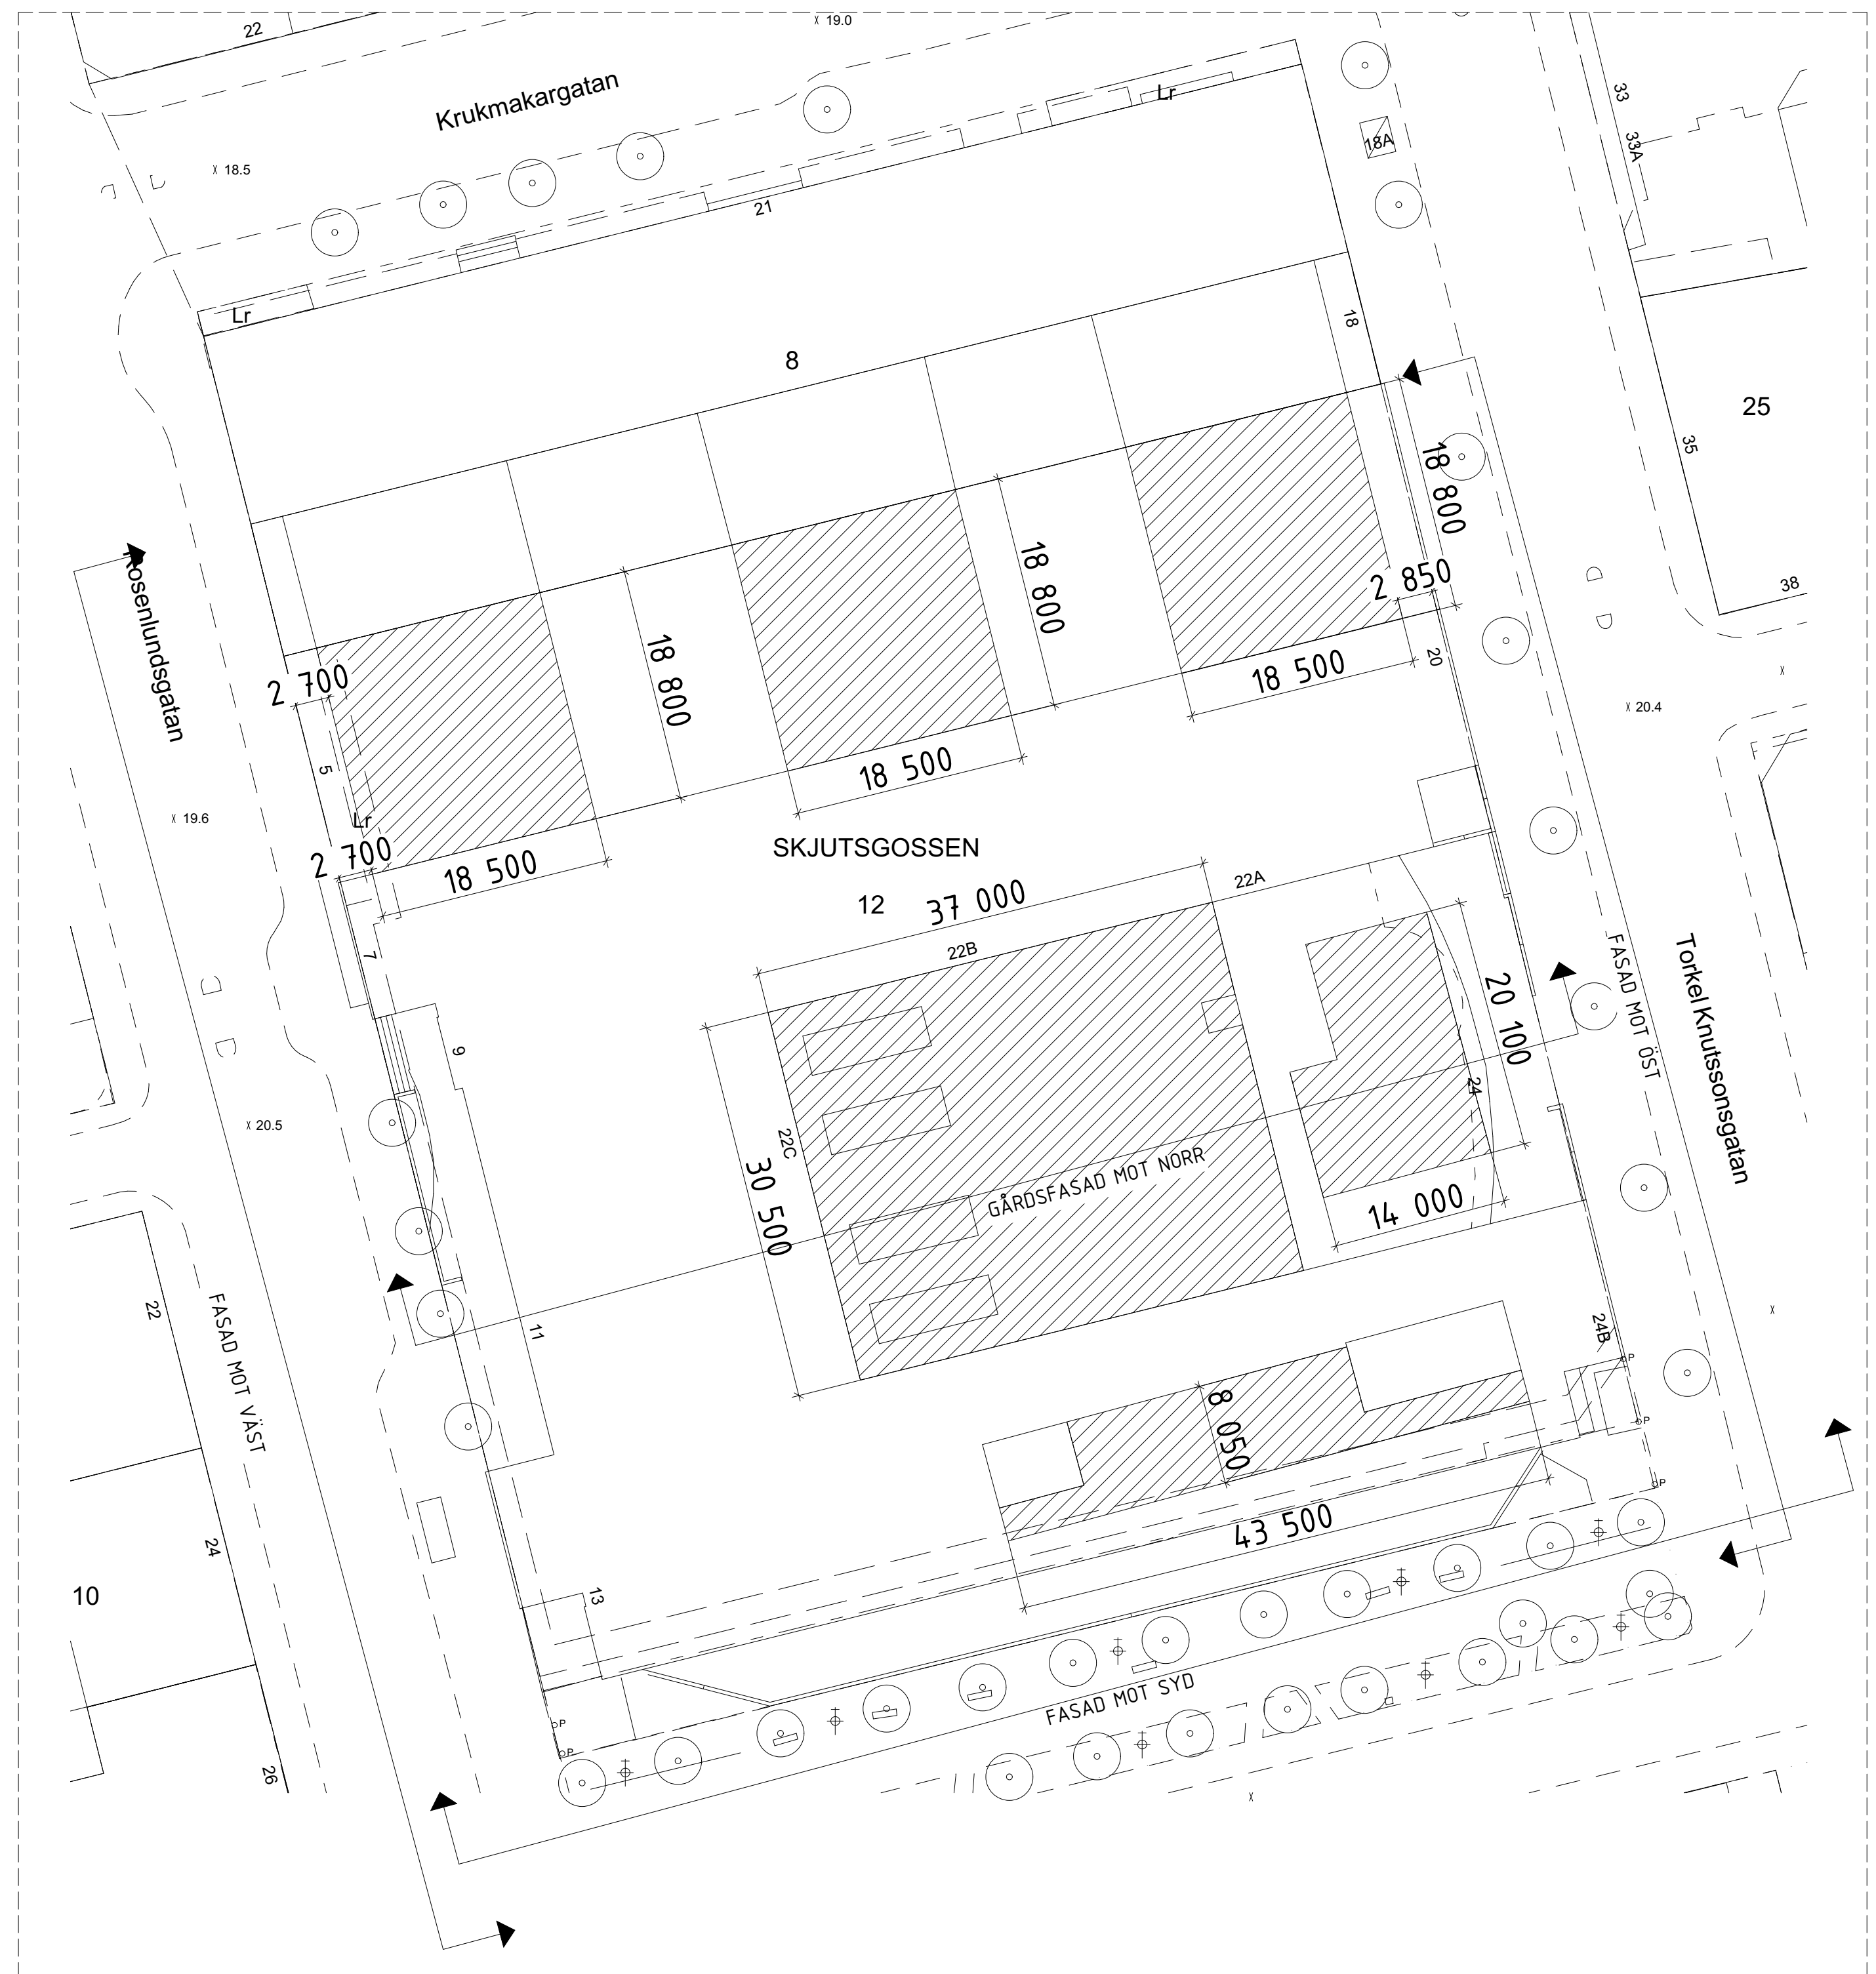 22
x 19.0
Krukmakargatan
33
Lr
18A
33A
x 18.5
21
Lr
18
8
25
35
18 800
Rosenlundsgatan
38
18 800
2 850
18 800
20
18 500
2 700
x 20.4
5
18 500
x 19.6
Lr
SKJUTSGOSSEN
2 700
18 500
22A
12
37 000
22B
7
FASAD MOT ÖST
Torkel Knutssonsgatan
20 100
9
24
x 20.5
22C
30 500
GÅRDSFASAD MOT NORR
14 000
22
11
24B
FASAD MOT VÄST
P
8 050
P
43 500
P
24
10
13
FASAD MOT SYD
P
P
26
x
x
x